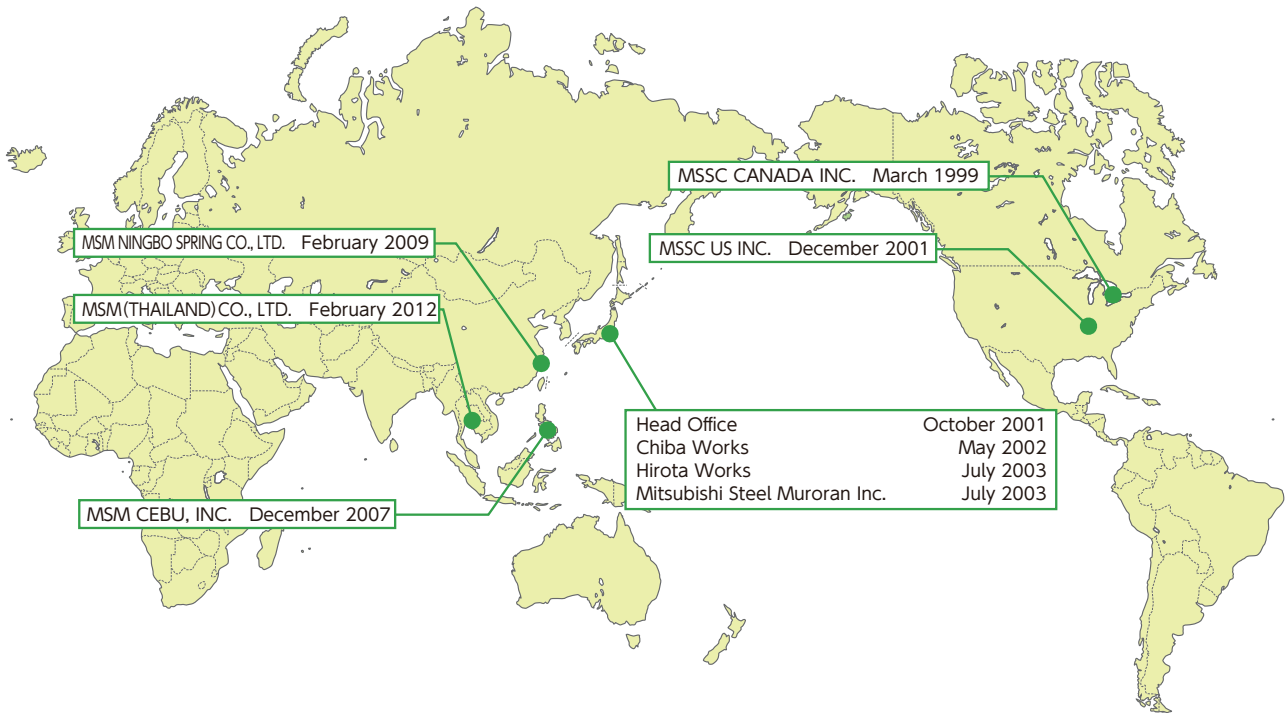 MSSC CANADA INC. March 1999
MSM NINGBO SPRING CO., LTD. February 2009
MSSC US INC. December 2001
MSM(THAILAND)CO., LTD. February 2012
Head Office October 2001
Chiba Works May 2002
Hirota Works July 2003
Mitsubishi Steel Muroran Inc. July 2003
MSM CEBU, INC. December 2007